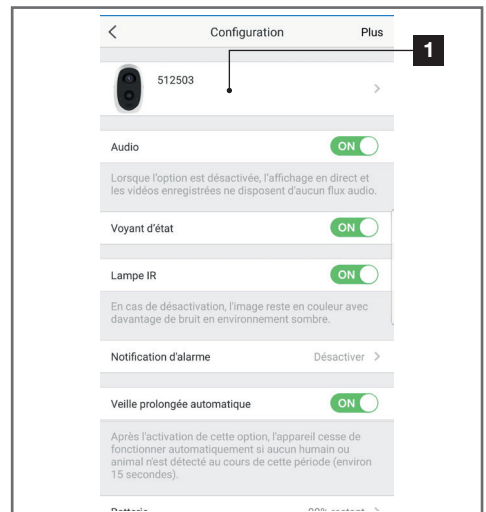 Configuration Plus
1
512503
Audio ON
Lorsque l'option est désactivée, l'affichage en direct et
les vidéos enregistrées ne disposent d'aucun flux audio.
Voyant d'état ON
Lampe IR ON
En cas de désactivation, l'image reste en couleur avec
davantage de bruit en environnement sombre.
Notification d'alarme Désactiver
Veille prolongée automatique ON
Après l'activation de cette option, l'appareil cesse de
fonctionner automatiquement si aucun humain ou
animal n'est détecté au cours de cette période (environ
15 secondes).
Batterie restant